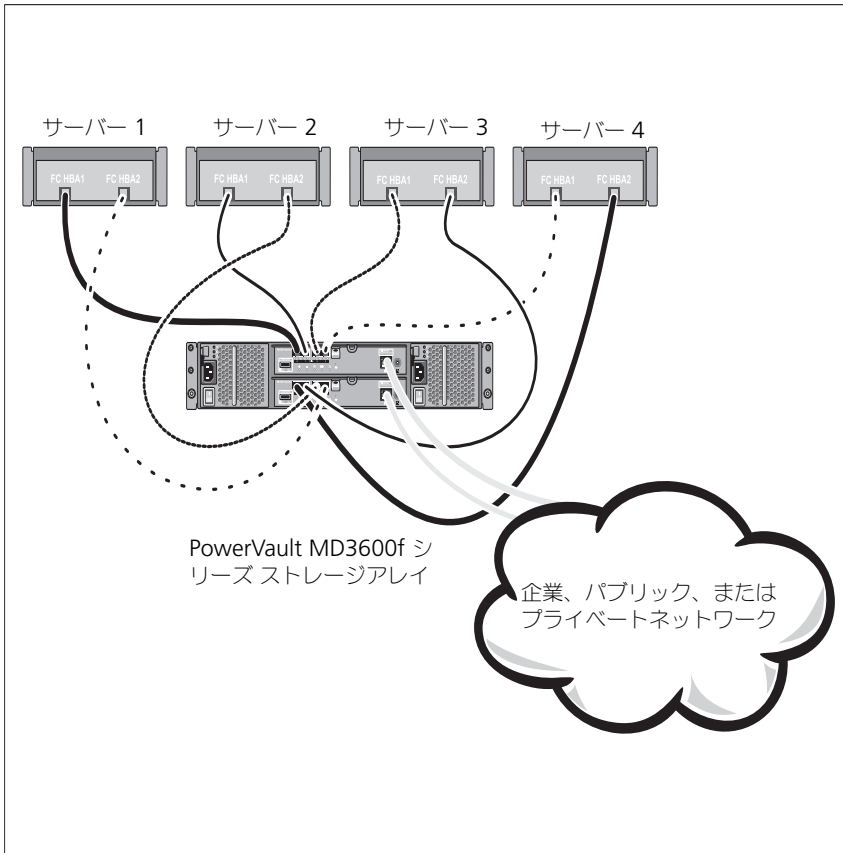 サーバー 1
サーバー 2
サーバー 3
サーバー 4
FC HBA1
FC HBA2
FC HBA1
FC HBA2
FC HBA1
FC HBA2
FC HBA1
FC HBA2
PowerVault MD3600f シ
リーズ ストレージアレイ
企業、パブリック、または
プライベートネットワーク